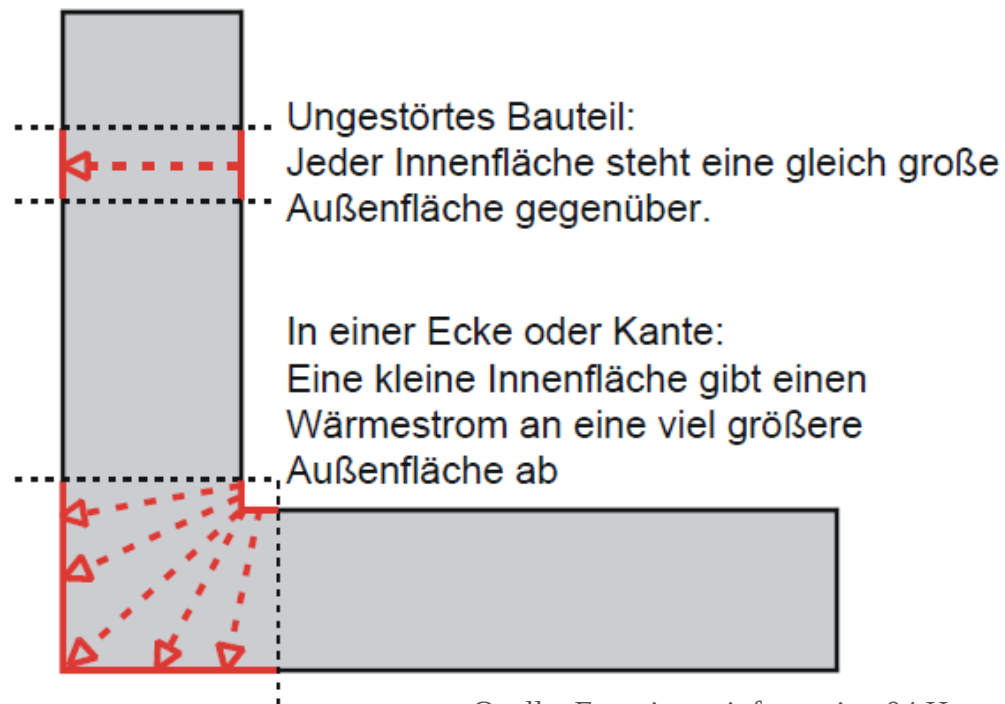 Ungestörtes Bauteil:
Jeder Innenfläche steht eine gleich große
Außenfläche gegenüber.
In einer Ecke oder Kante:
Eine kleine Innenfläche gibt einen
Wärmestrom an eine viel größere
Außenfläche ab